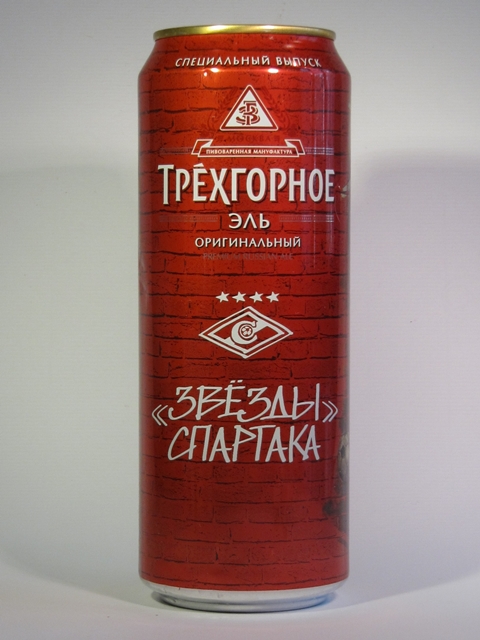 СПЕЦИАЛЬНЫЙ ВЫПУСК
ПИВОВАРЕННАЯ МАНУФАКТУРА
ТРЁХГОРНОЕ
ЭЛЬ
ОРИГИНАЛЬНЫЙ
«ЗВЁЗДЫ»
СПАРТАКА